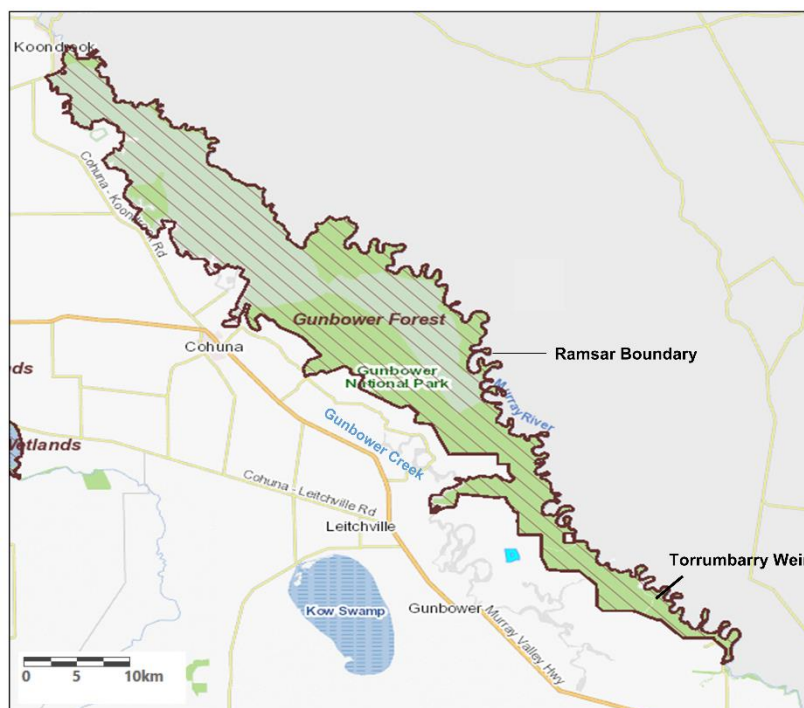 Koondrook
Cohuna - Koondrook Rd
Gunbower Forest
Cohuna
Ramsar Boundary
Gunbower
National Park
Murray River
Gunbower Creek
Wetlands
Cohuna - Leitchville Rd
Leitchville
Torrumbarry Weir
Kow Swamp
Gunbower
Murray Valley Hwy
0 5 10km